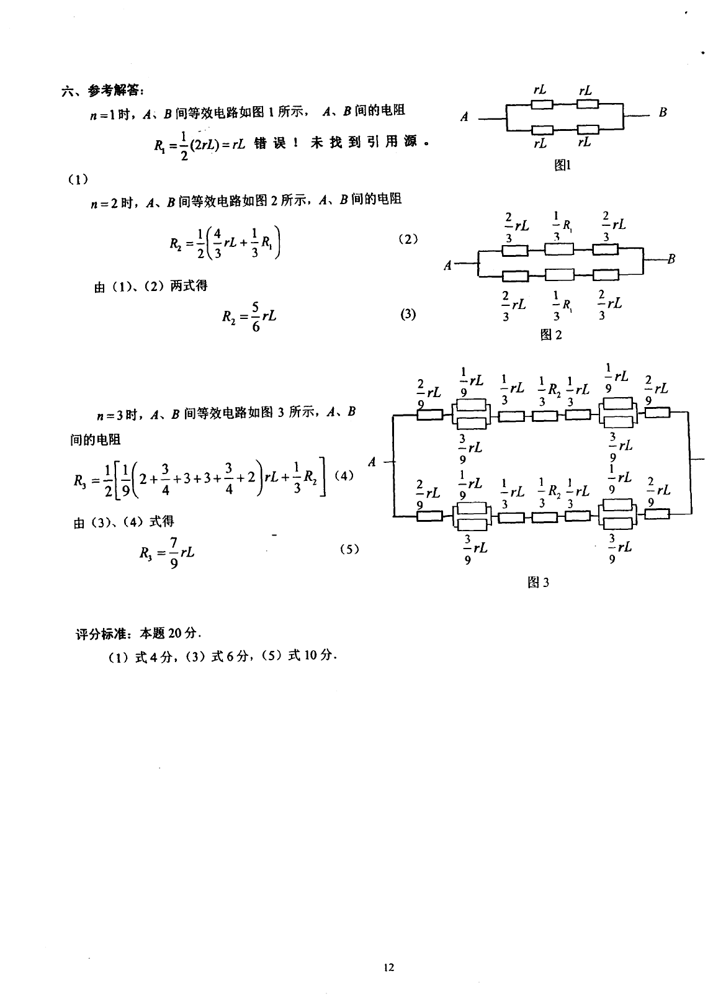 六、参考解答：
n=1时，A、B间等效电路如图1所示， A、B间的电阻
R₁ = 1/2 (2rL) = rL 错误！未找到引用源。
（1）
rL rL
A B
rL rL
图1
n=2时，A、B间等效电路如图2所示，A、B间的电阻
R₂ = 1/2 (4/3 rL + 1/3 R₁) （2）
由（1）、（2）两式得
R₂ = 5/6 rL (3)
2/3 rL 1/3 R₁ 2/3 rL
A B
2/3 rL 1/3 R₁ 2/3 rL
图2
n=3时，A、B间等效电路如图3所示，A、B
间的电阻
R₃ = 1/2 [1/9 (2 + 3/4 + 3 + 3 + 3/4 + 2) rL + 1/3 R₂] （4）
由（3）、（4）式得
R₃ = 7/9 rL （5）
2/9 rL 1/9 rL 1/3 rL 1/3 R₂ 1/3 rL 1/9 rL 2/9 rL
3/9 rL 3/9 rL
A
2/9 rL 1/9 rL 1/3 rL 1/3 R₂ 1/3 rL 1/9 rL 2/9 rL
3/9 rL 3/9 rL
图3
评分标准：本题20分．
（1）式4分，（3）式6分，（5）式10分．
12